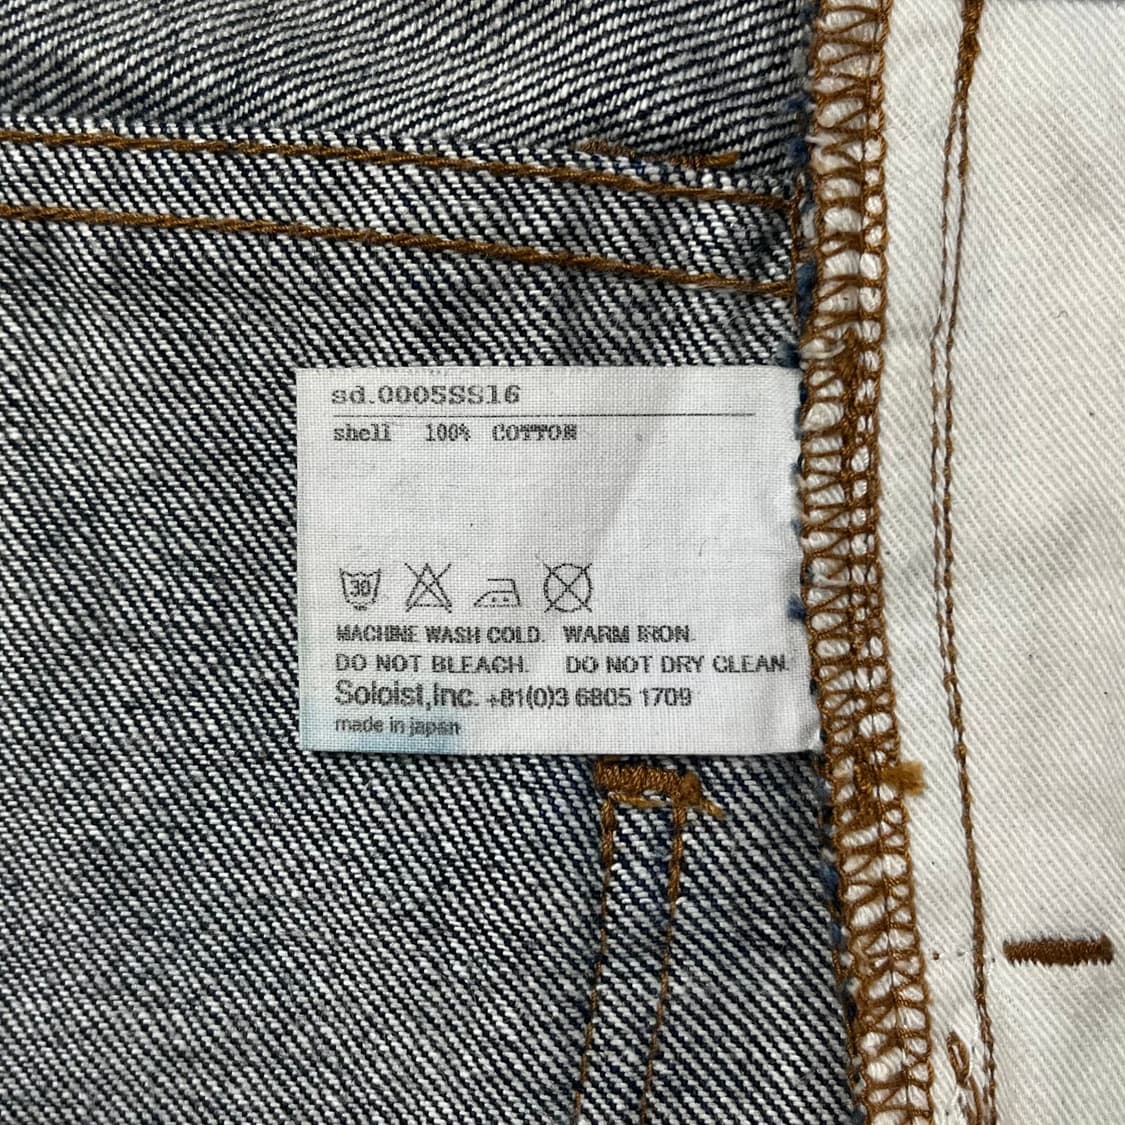 sd.0005SS16
shell 100% COTTON
30
MACHINE WASH COLD. WARM IRON.
DO NOT BLEACH. DO NOT DRY CLEAN.
Soloist,Inc. +81(0)3 6805 1709
made in japan